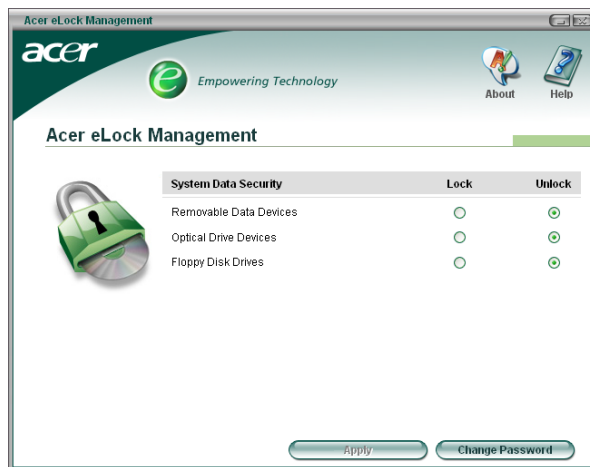 Acer eLock Management
acer
e Empowering Technology
About Help
Acer eLock Management
System Data Security Lock Unlock
Removable Data Devices
Optical Drive Devices
Floppy Disk Drives
Apply Change Password